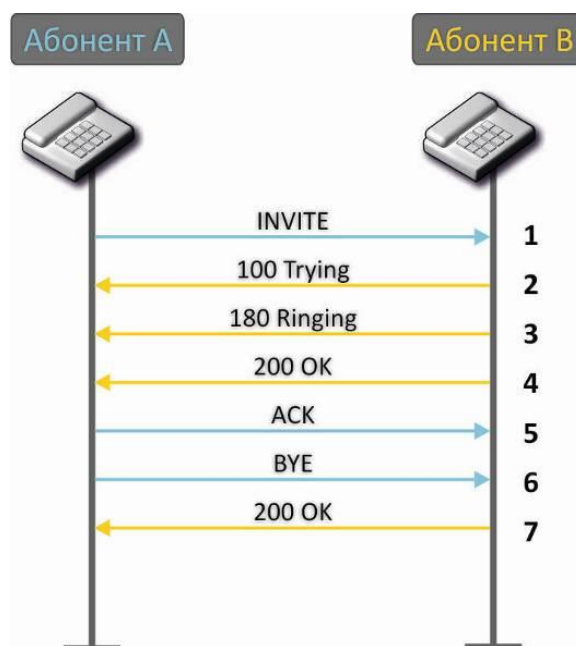 Абонент А
Абонент В
INVITE
1
100 Trying
2
180 Ringing
3
200 OK
4
ACK
5
BYE
6
200 OK
7